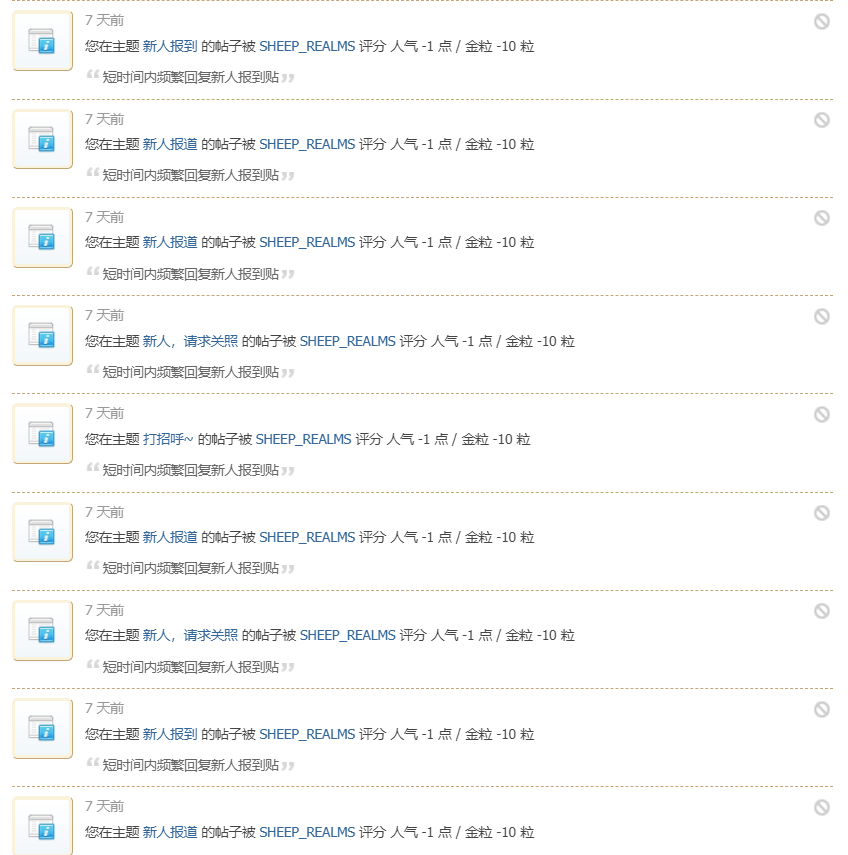 7 天前
您在主题 新人报到 的帖子被 SHEEP_REALMS 评分 人气 -1 点 / 金粒 -10 粒
“短时间内频繁回复新人报到贴”
7 天前
您在主题 新人报道 的帖子被 SHEEP_REALMS 评分 人气 -1 点 / 金粒 -10 粒
“短时间内频繁回复新人报到贴”
7 天前
您在主题 新人报道 的帖子被 SHEEP_REALMS 评分 人气 -1 点 / 金粒 -10 粒
“短时间内频繁回复新人报到贴”
7 天前
您在主题 新人，请求关照 的帖子被 SHEEP_REALMS 评分 人气 -1 点 / 金粒 -10 粒
“短时间内频繁回复新人报到贴”
7 天前
您在主题 打招呼~ 的帖子被 SHEEP_REALMS 评分 人气 -1 点 / 金粒 -10 粒
“短时间内频繁回复新人报到贴”
7 天前
您在主题 新人报道 的帖子被 SHEEP_REALMS 评分 人气 -1 点 / 金粒 -10 粒
“短时间内频繁回复新人报到贴”
7 天前
您在主题 新人，请求关照 的帖子被 SHEEP_REALMS 评分 人气 -1 点 / 金粒 -10 粒
“短时间内频繁回复新人报到贴”
7 天前
您在主题 新人报到 的帖子被 SHEEP_REALMS 评分 人气 -1 点 / 金粒 -10 粒
“短时间内频繁回复新人报到贴”
7 天前
您在主题 新人报道 的帖子被 SHEEP_REALMS 评分 人气 -1 点 / 金粒 -10 粒